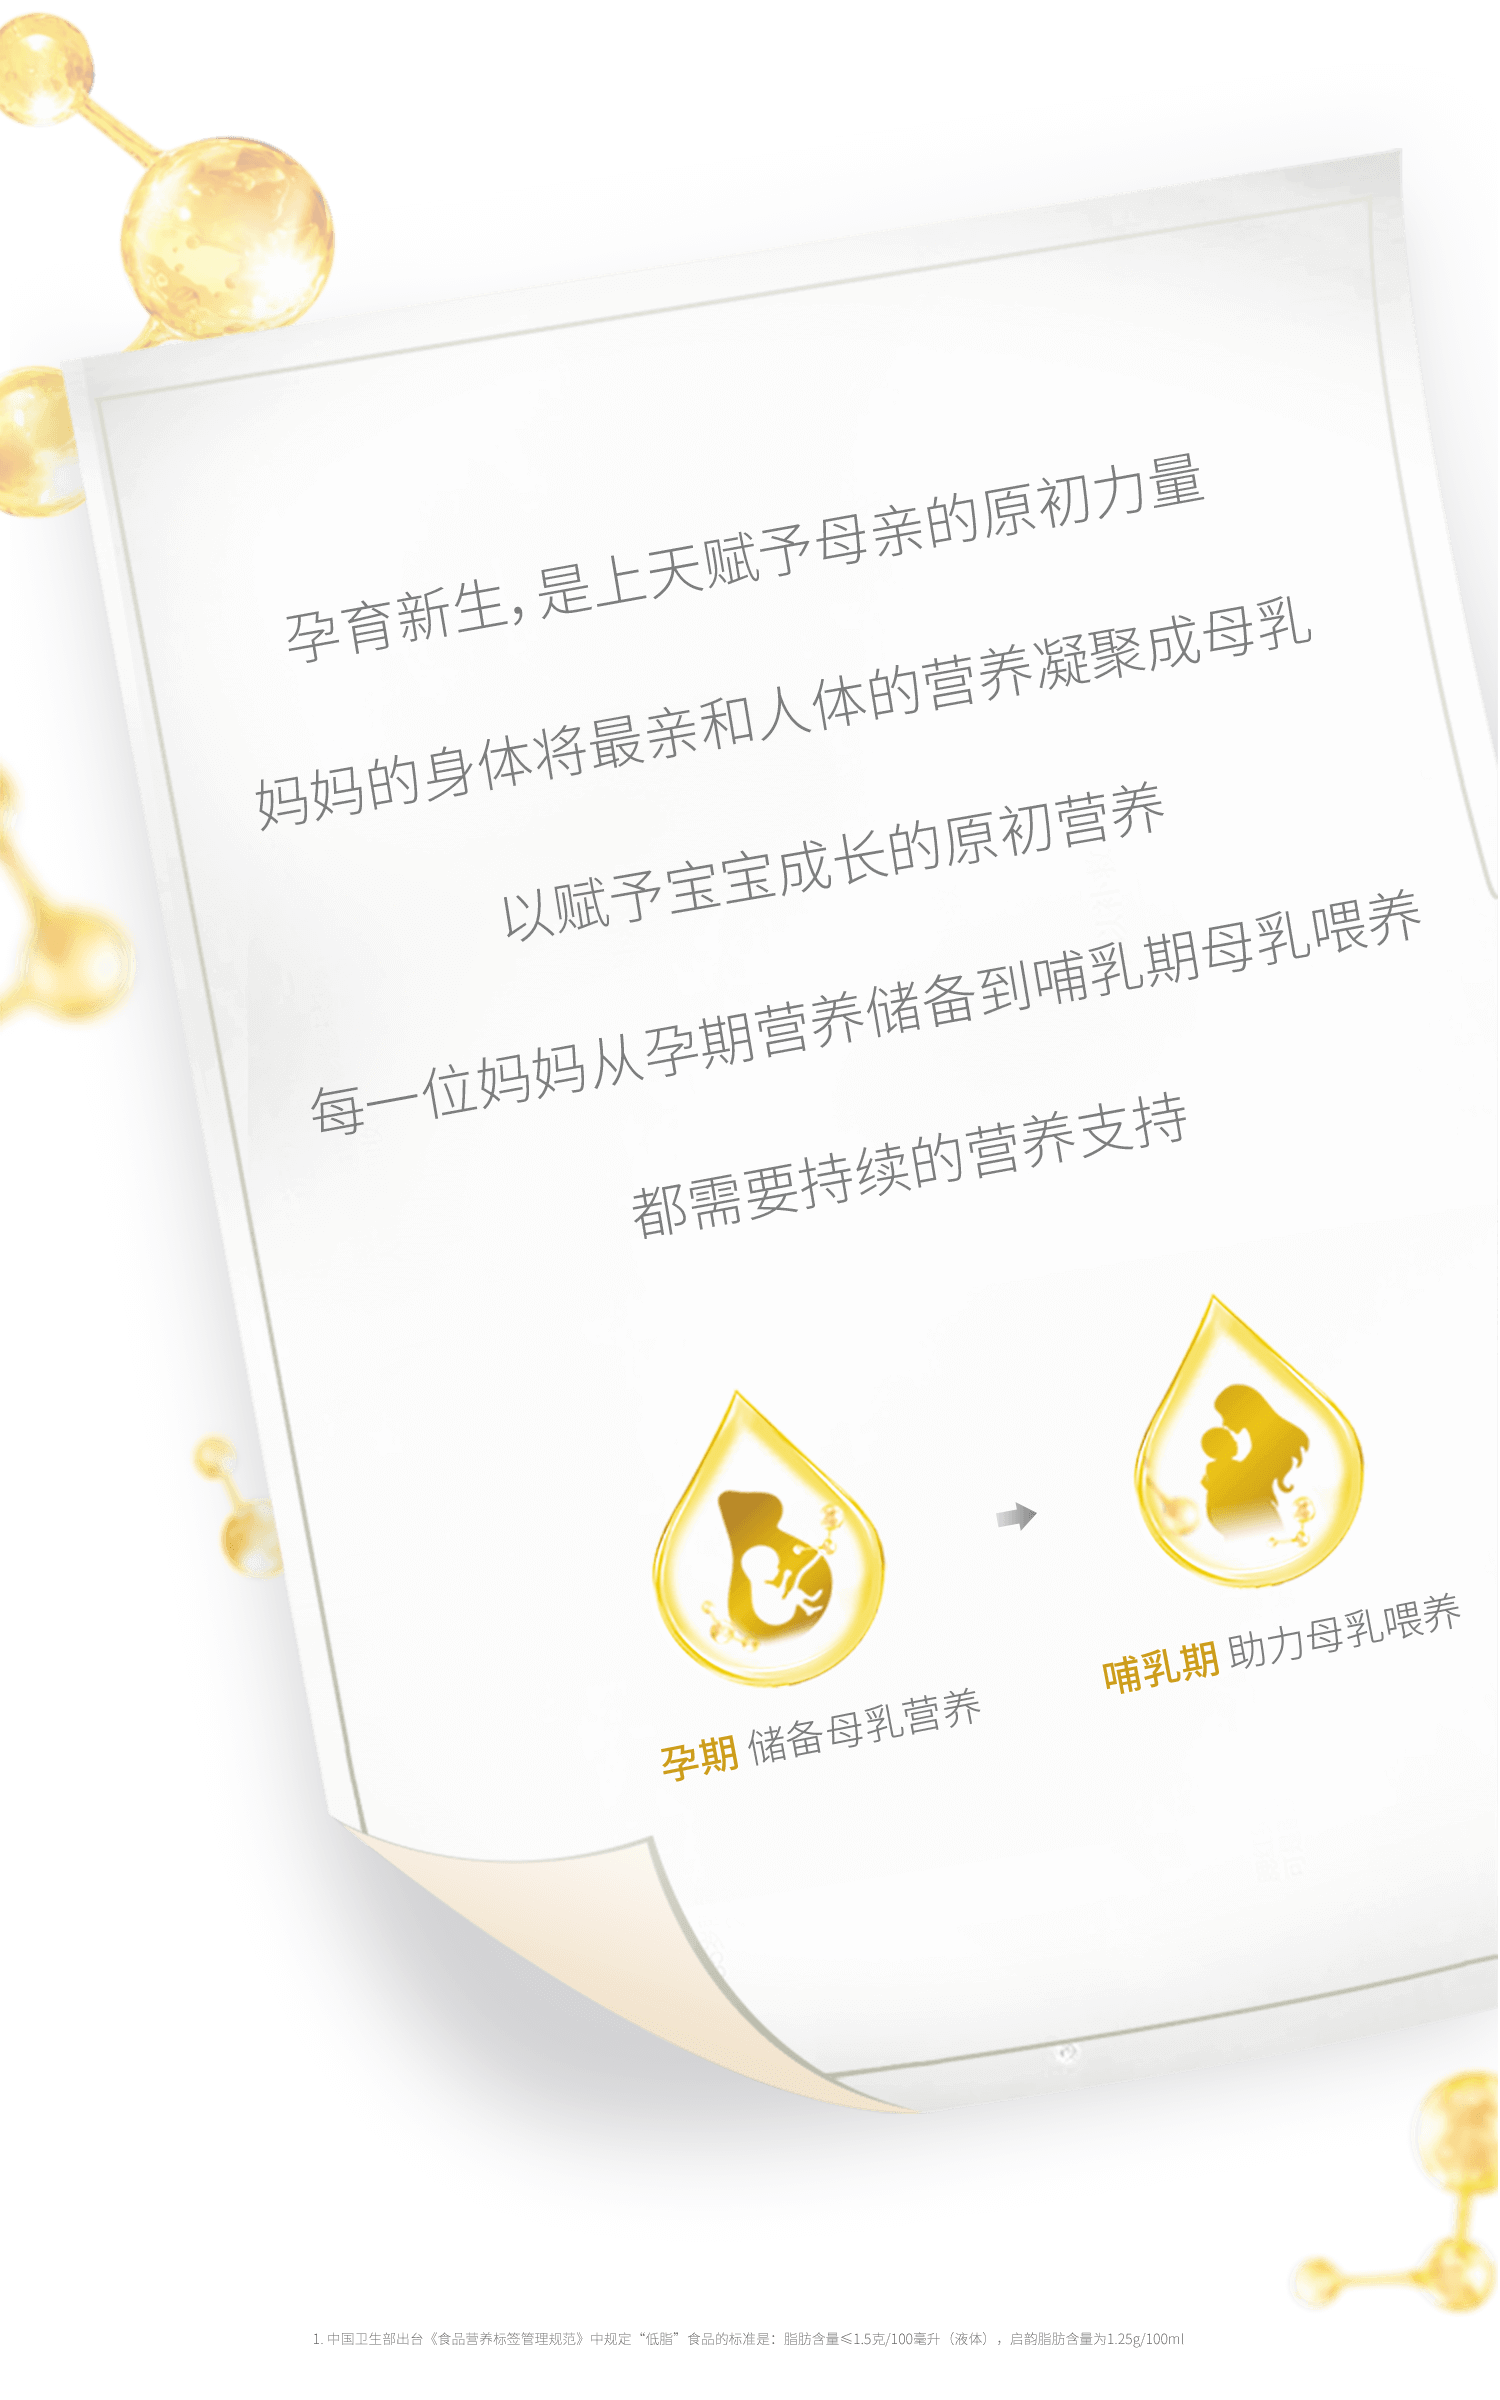 孕育新生，是上天赋予母亲的原初力量
妈妈的身体将最亲和人体的营养凝聚成母乳
以赋予宝宝成长的原初营养
每一位妈妈从孕期营养储备到哺乳期母乳喂养
都需要持续的营养支持
孕期 储备母乳营养
哺乳期 助力母乳喂养
1. 中国卫生部出台《食品营养标签管理规范》中规定“低脂”食品的标准是：脂肪含量≤1.5克/100毫升（液体），启韵脂肪含量为1.25g/100ml